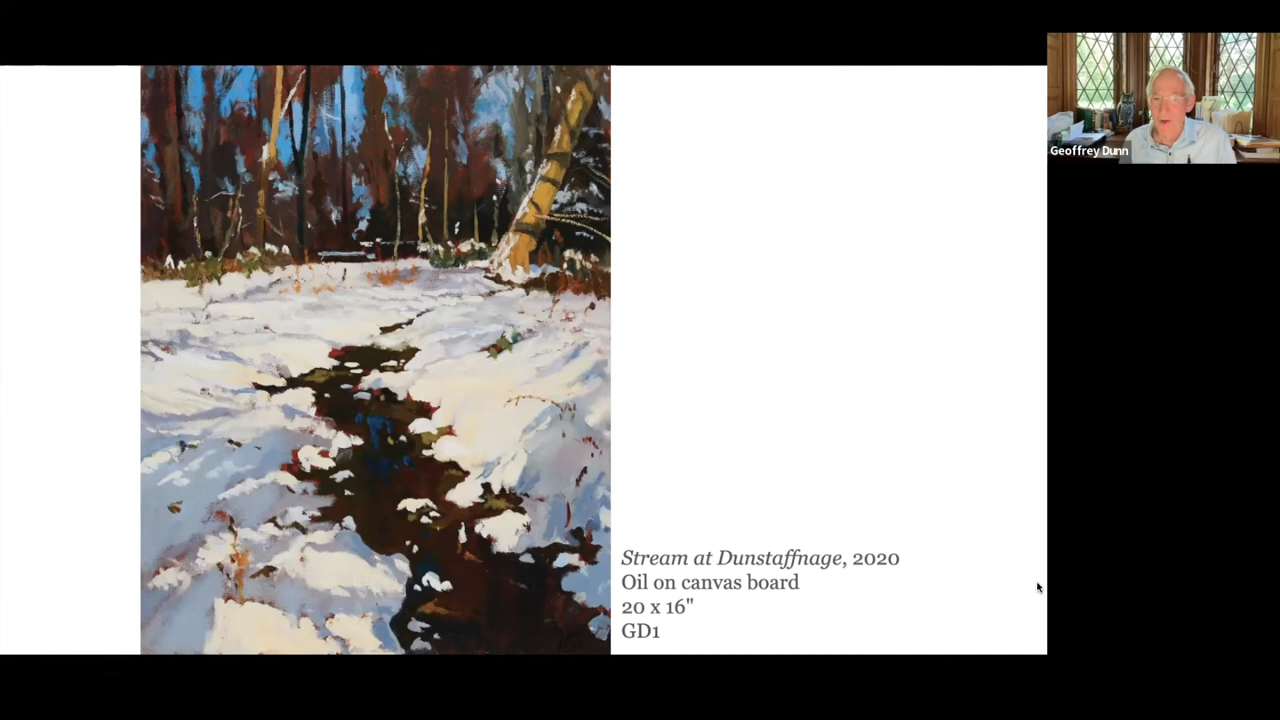 Geoffrey Dunn
Stream at Dunstaffnage, 2020
Oil on canvas board
20 x 16"
GD1